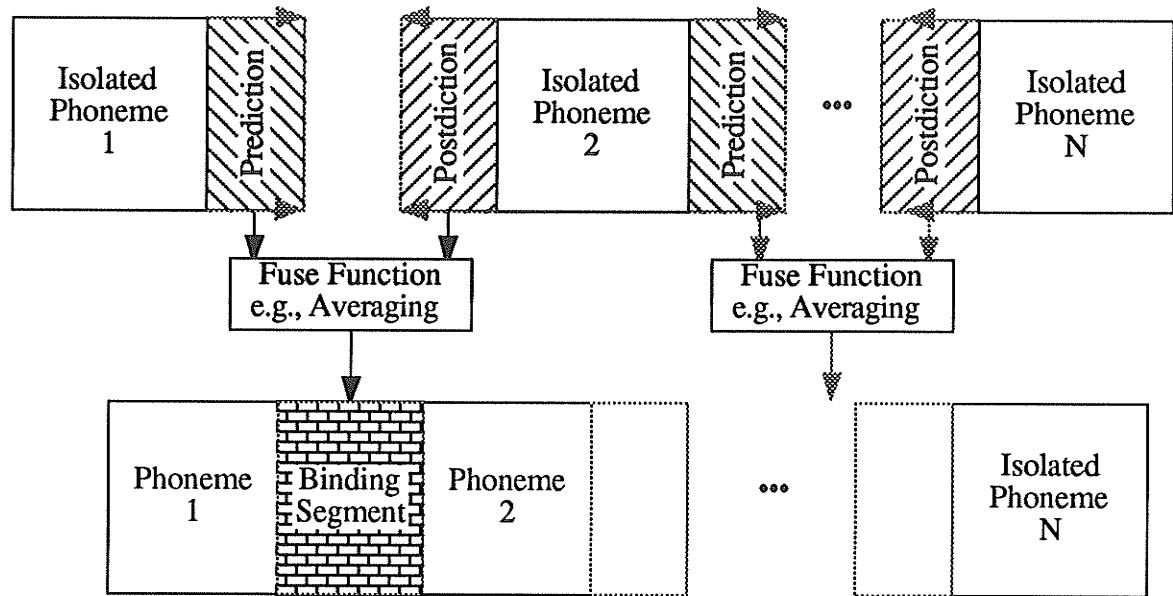 Isolated
Phoneme
1
Prediction
Postdiction
Isolated
Phoneme
2
Prediction
Postdiction
Isolated
Phoneme
N
Fuse Function
e.g., Averaging
Fuse Function
e.g., Averaging
Phoneme
1
Binding
Segment
Phoneme
2
Isolated
Phoneme
N